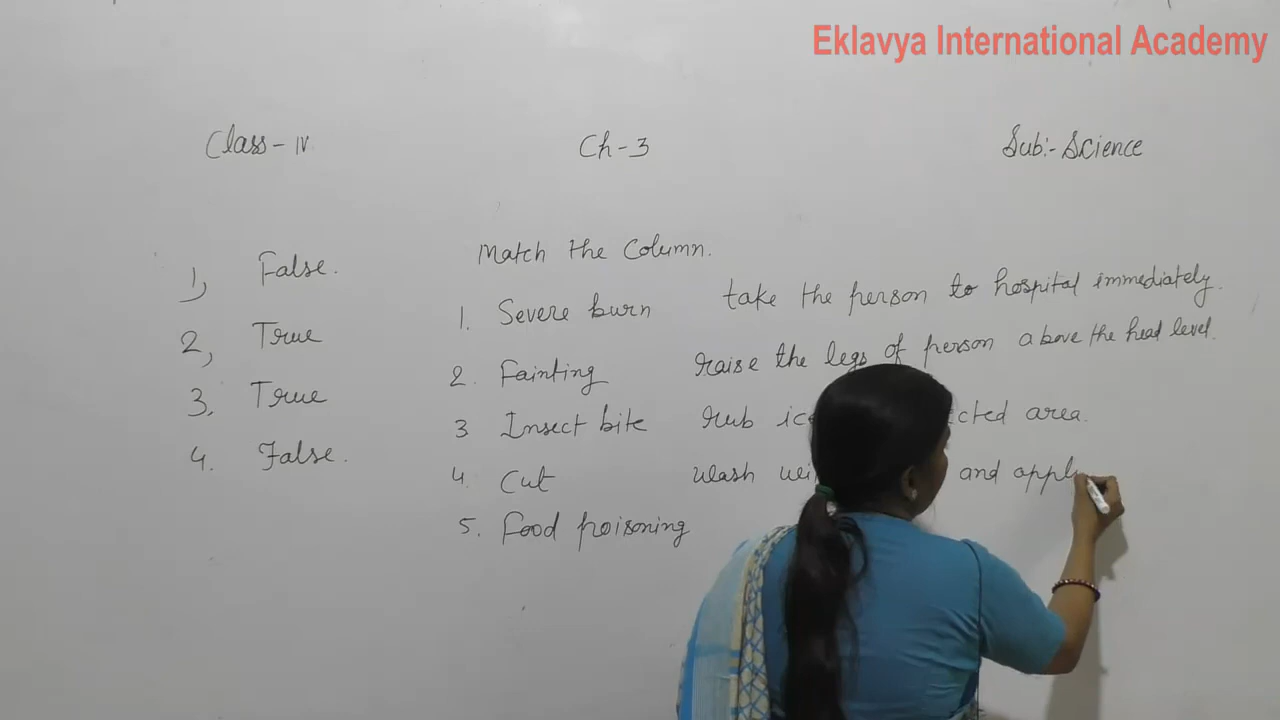 Eklavya International Academy
Class - IV Ch - 3 Sub:- Science
1, False.
2, True
3, True
4. False.
Match the Column.
1. Severe burn take the person to hospital immediately.
2. Fainting raise the legs of person above the head level.
3 Insect bite rub area.
4. Cut wash and apply
5. Food poisoning